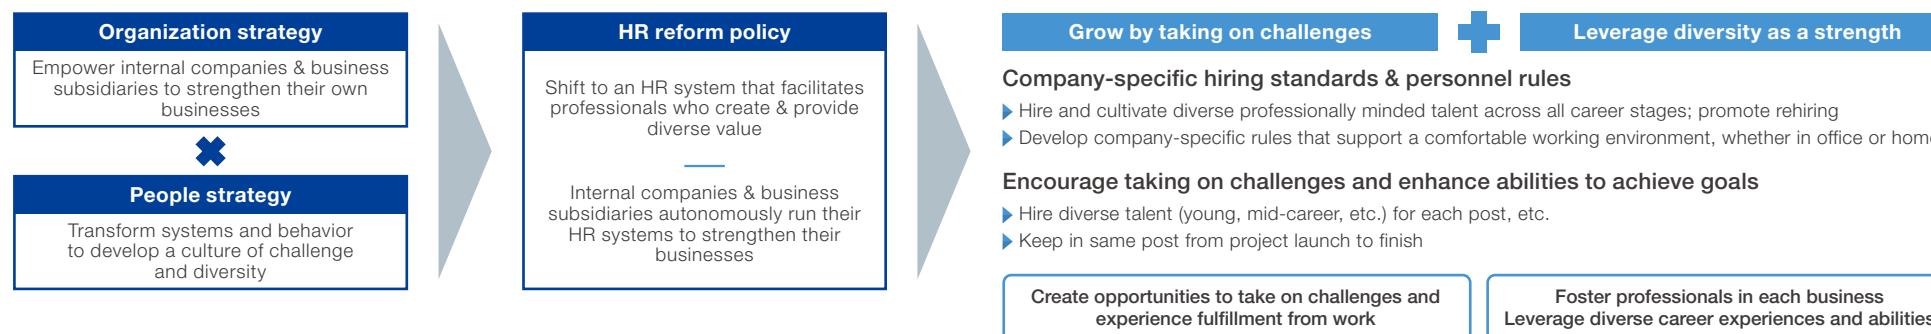 Organization strategy
Empower internal companies & business
subsidiaries to strengthen their own
businesses
People strategy
Transform systems and behavior
to develop a culture of challenge
and diversity
HR reform policy
Shift to an HR system that facilitates
professionals who create & provide
diverse value
Internal companies & business
subsidiaries autonomously run their
HR systems to strengthen their
businesses
Grow by taking on challenges
Leverage diversity as a strength
Company-specific hiring standards & personnel rules
Hire and cultivate diverse professionally minded talent across all career stages; promote rehiring
Develop company-specific rules that support a comfortable working environment, whether in office or home
Encourage taking on challenges and enhance abilities to achieve goals
Hire diverse talent (young, mid-career, etc.) for each post, etc.
Keep in same post from project launch to finish
Create opportunities to take on challenges and
experience fulfillment from work
Foster professionals in each business
Leverage diverse career experiences and abilities